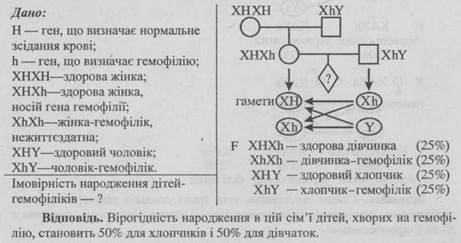 Дано:
H — ген, що визначає нормальне
зсідання крові;
h — ген, що визначає гемофілію;
XHXH—здорова жінка;
XHXh—здорова жінка,
носій гена гемофілії;
XhXh—жінка-гемофілік,
нежиттєздатна;
XHY—здоровий чоловік;
XhY—чоловік-гемофілік.
Імовірність народження дітей-
гемофіліків — ?
XHXH XhY
XHXh XhY
?
гамети XH Xh
Xh Y
F XHXh — здорова дівчинка (25%)
XhXh — дівчинка–гемофілік (25%)
XHY — здоровий хлопчик (25%)
XhY — хлопчик–гемофілік (25%)
Відповідь. Вірогідність народження в цій сім'ї дітей, хворих на гемофі-
лію, становить 50% для хлопчиків і 50% для дівчаток.